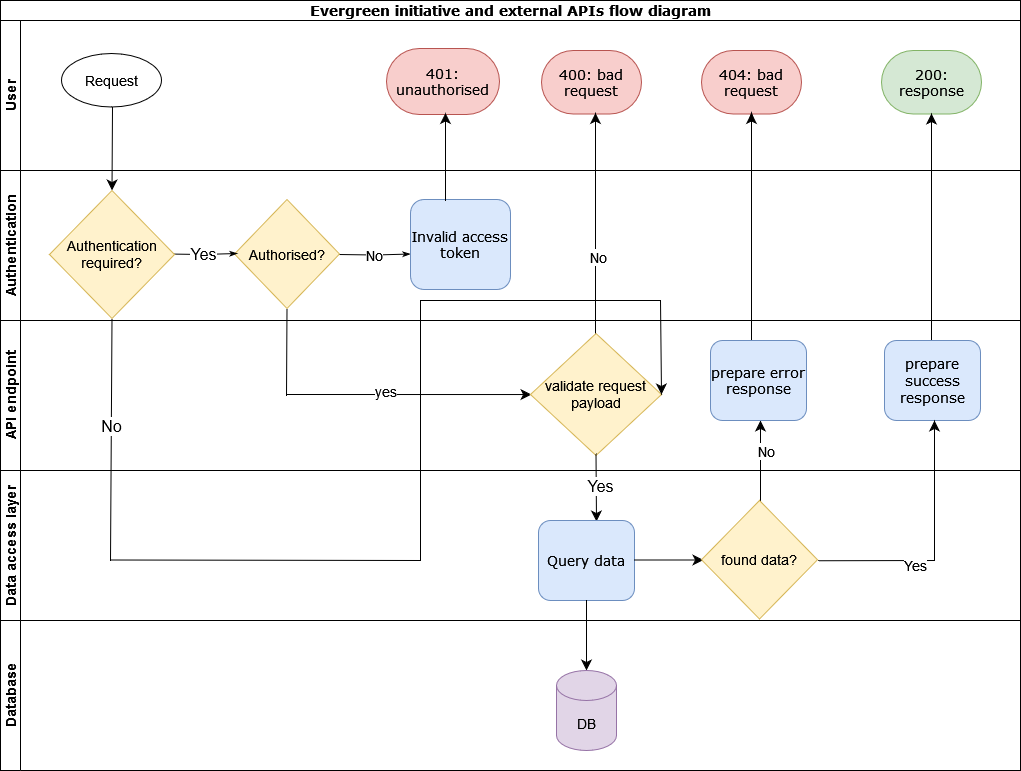 Evergreen initiative and external APIs flow diagram
User
Request
401:
unauthorised
400: bad
request
404: bad
request
200:
response
Authentication
Authentication
required?
Yes
Authorised?
No
Invalid access
token
No
API endpoint
No
yes
validate request
payload
prepare error
response
prepare
success
response
No
Data access layer
Yes
Query data
found data?
Yes
Database
DB